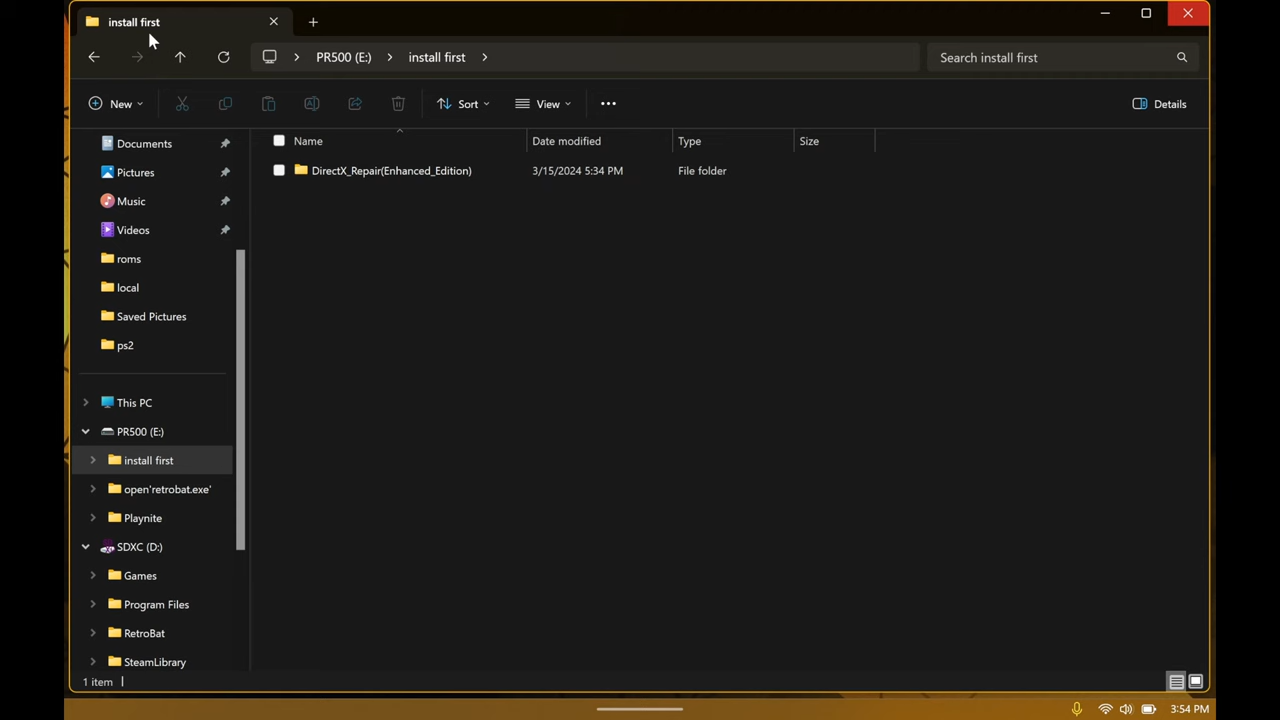 install first
PR500 (E:) install first
Search install first
New Sort View ••• Details
Name Date modified Type Size
DirectX_Repair(Enhanced_Edition) 3/15/2024 5:34 PM File folder
Documents
Pictures
Music
Videos
roms
local
Saved Pictures
ps2
This PC
PR500 (E:)
install first
open'retrobat.exe'
Playnite
SDXC (D:)
Games
Program Files
RetroBat
SteamLibrary
1 item
3:54 PM